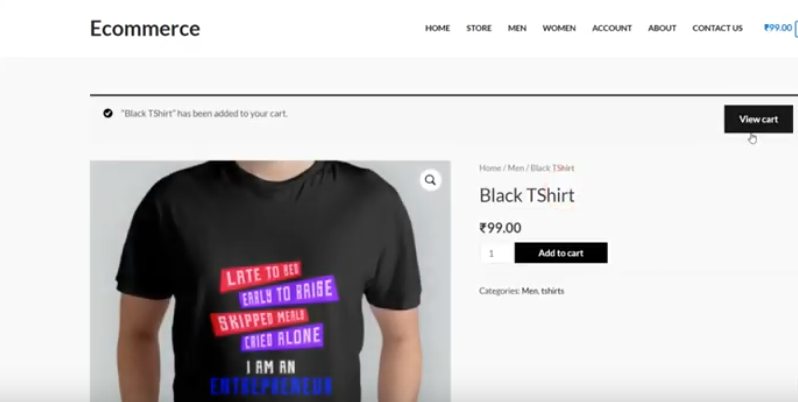 Ecommerce
HOME STORE MEN WOMEN ACCOUNT ABOUT CONTACT US ₹99.00
"Black TShirt" has been added to your cart.
View cart
Home / Men / Black TShirt
Black TShirt
₹99.00
1
Add to cart
Categories: Men, tshirts
LATE TO BED
EARLY TO RAISE
SKIPPED MEALS
CRIED ALONE
I AM AN
ENTREPRENEUR